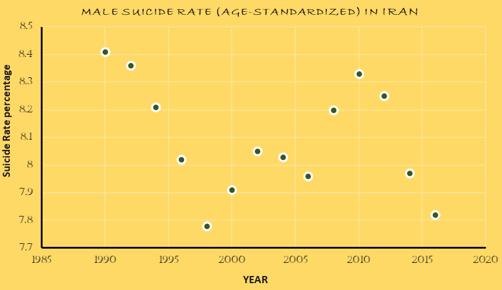 MALE SUICIDE RATE (AGE-STANDARDIZED) IN IRAN
Suicide Rate percentage
8.5
8.4
8.3
8.2
8.1
8
7.9
7.8
7.7
1985 1990 1995 2000 2005 2010 2015 2020
YEAR